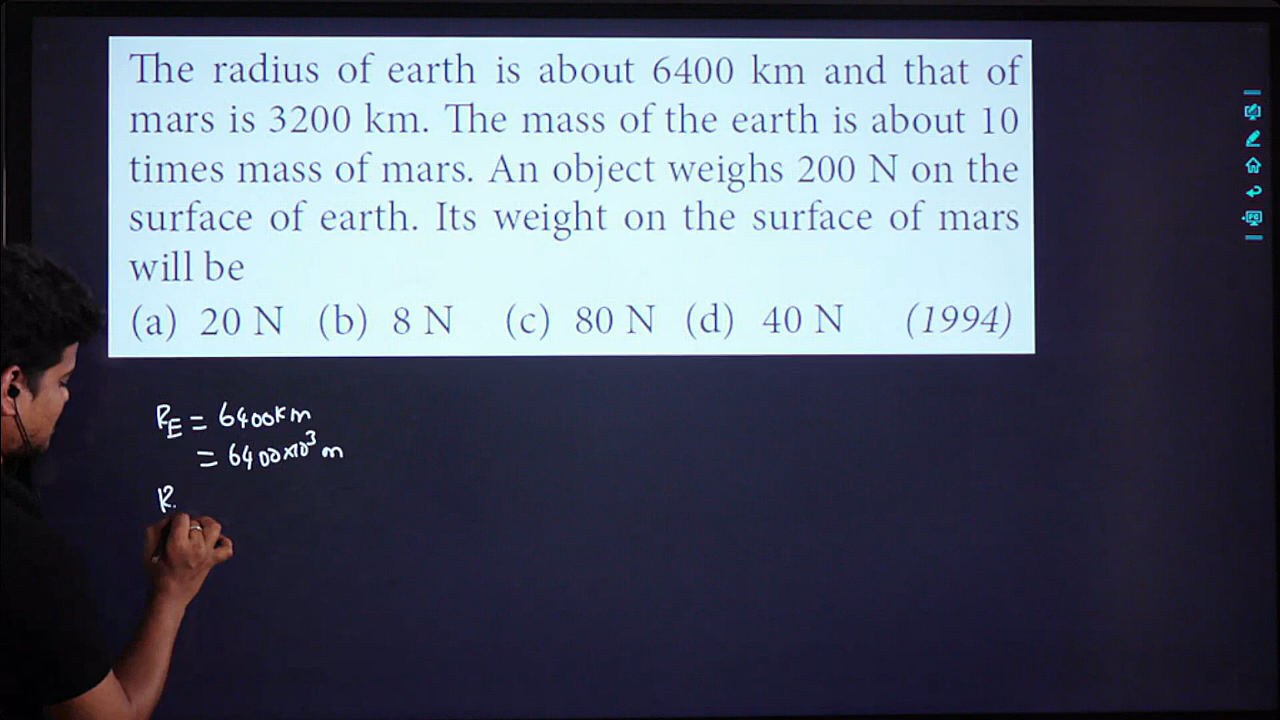 The radius of earth is about 6400 km and that of
mars is 3200 km. The mass of the earth is about 10
times mass of mars. An object weighs 200 N on the
surface of earth. Its weight on the surface of mars
will be
(a) 20 N (b) 8 N (c) 80 N (d) 40 N (1994)
R_E = 6400Km
= 6400×10³ m
R